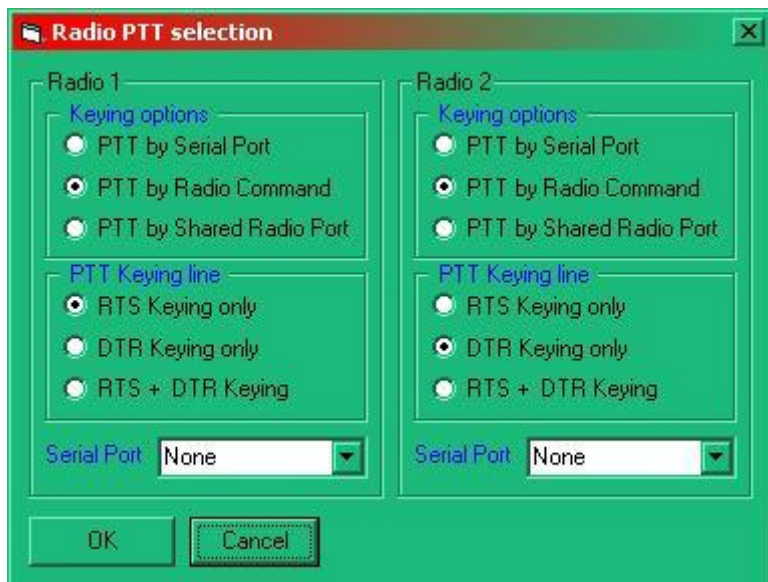 Radio PTT selection
Radio 1
Keying options
PTT by Serial Port
PTT by Radio Command
PTT by Shared Radio Port
PTT Keying line
RTS Keying only
DTR Keying only
RTS + DTR Keying
Serial Port None
Radio 2
Keying options
PTT by Serial Port
PTT by Radio Command
PTT by Shared Radio Port
PTT Keying line
RTS Keying only
DTR Keying only
RTS + DTR Keying
Serial Port None
OK Cancel